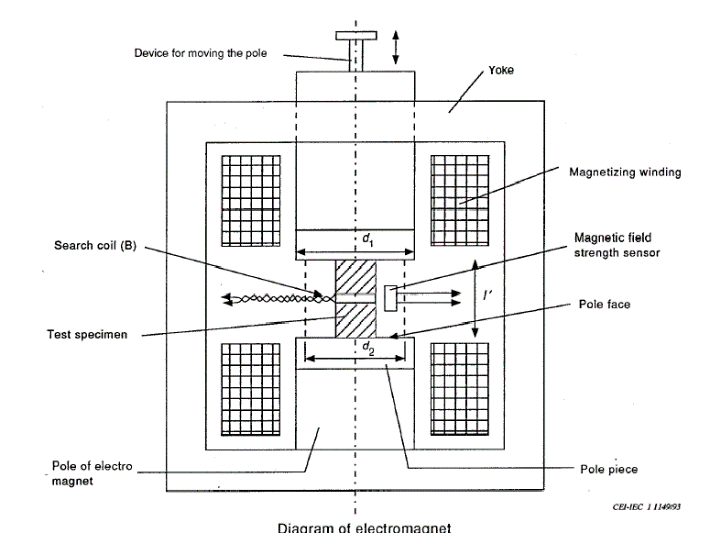 Device for moving the pole
Yoke
Magnetizing winding
d1
Search coil (B)
Magnetic field
strength sensor
l'
Pole face
Test specimen
d2
Pole of electro
magnet
Pole piece
CEI-IEC 1 1149/93
Diagram of electromagnet